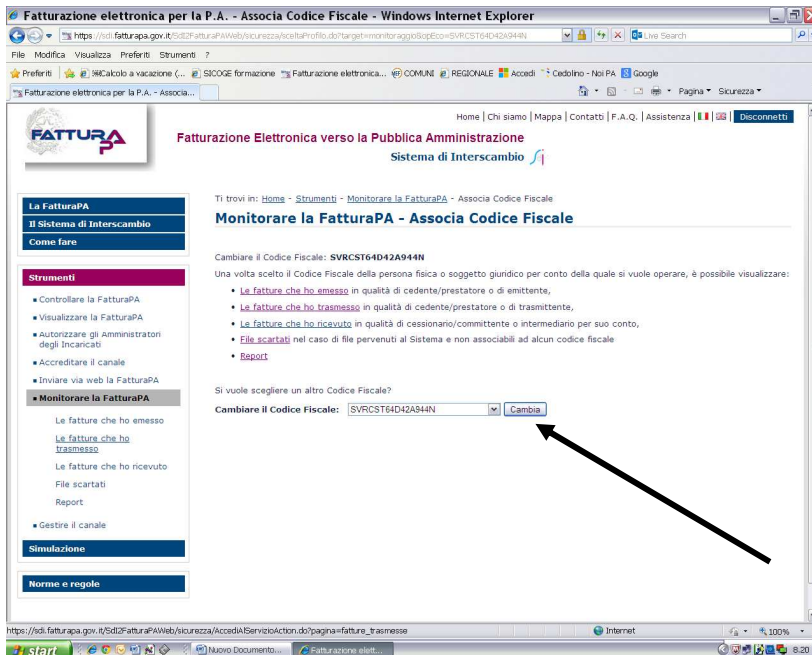 Fatturazione elettronica per la P.A. - Associa Codice Fiscale - Windows Internet Explorer
https://sdi.fatturapa.gov.it/SdI2FatturaPAWeb/sicurezza/sceltaProfilo.do?target=monitoraggio&opEco=SVRCST64D42A944N
Live Search
File Modifica Visualizza Preferiti Strumenti ?
Preferiti Calcolo a vacazione (... SICOGE formazione Fatturazione elettronica... COMUNI REGIONALE Accedi Cedolino - Noi PA Google
Fatturazione elettronica per la P.A. - Associa... Pagina Sicurezza
Home | Chi siamo | Mappa | Contatti | F.A.Q. | Assistenza | Disconnetti
FATTURA PA
Fatturazione Elettronica verso la Pubblica Amministrazione
Sistema di Interscambio
Ti trovi in: Home - Strumenti - Monitorare la FatturaPA - Associa Codice Fiscale
Monitorare la FatturaPA - Associa Codice Fiscale
La FatturaPA
Il Sistema di Interscambio
Come fare
Strumenti
Controllare la FatturaPA
Visualizzare la FatturaPA
Autorizzare gli Amministratori
degli Incaricati
Accreditare il canale
Inviare via web la FatturaPA
Monitorare la FatturaPA
Le fatture che ho emesso
Le fatture che ho
trasmesso
Le fatture che ho ricevuto
File scartati
Report
Gestire il canale
Simulazione
Norme e regole
Cambiare il Codice Fiscale: SVRCST64D42A944N
Una volta scelto il Codice Fiscale della persona fisica o soggetto giuridico per conto della quale si vuole operare, è possibile visualizzare:
Le fatture che ho emesso in qualità di cedente/prestatore o di emittente,
Le fatture che ho trasmesso in qualità di cedente/prestatore o di trasmittente,
Le fatture che ho ricevuto in qualità di cessionario/committente o intermediario per suo conto,
File scartati nel caso di file pervenuti al Sistema e non associabili ad alcun codice fiscale
Report
Si vuole scegliere un altro Codice Fiscale?
Cambiare il Codice Fiscale: SVRCST64D42A944N Cambia
https://sdi.fatturapa.gov.it/SdI2FatturaPAWeb/sicurezza/AccediAlServizioAction.do?pagina=fatture_trasmesse Internet 100%
start Nuovo Documento... Fatturazione elett... 8.20